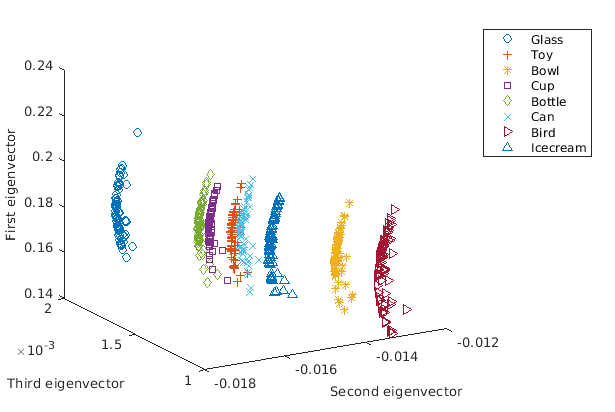 Glass
Toy
Bowl
Cup
Bottle
Can
Bird
Icecream
0.24
0.22
0.2
0.18
0.16
0.14
First eigenvector
2
1.5
1
×10⁻³
Third eigenvector
-0.018
-0.016
-0.014
-0.012
Second eigenvector